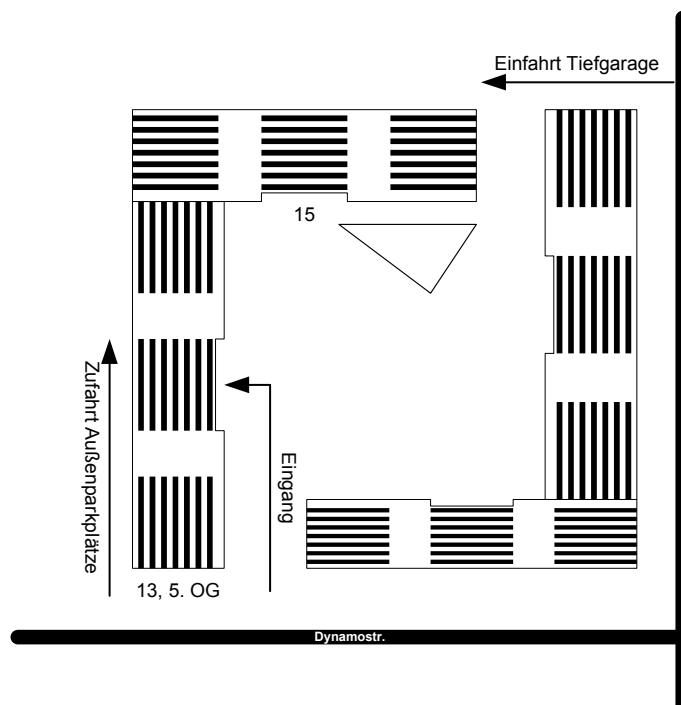 Einfahrt Tiefgarage
15
Zufahrt Außenparkplätze
Eingang
13, 5. OG
Dynamostr.